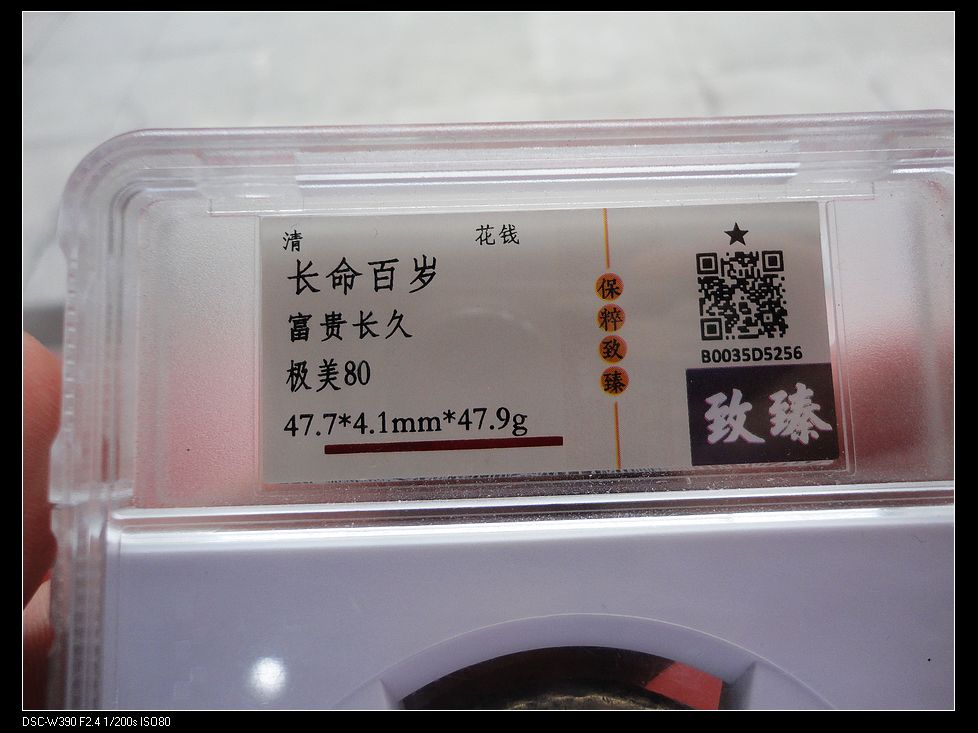 清 花钱
长命百岁
富贵长久
极美80
47.7*4.1mm*47.9g
保粹致臻
★
B0035D5256
致臻
DSC-W390 F2.4 1/200s ISO80